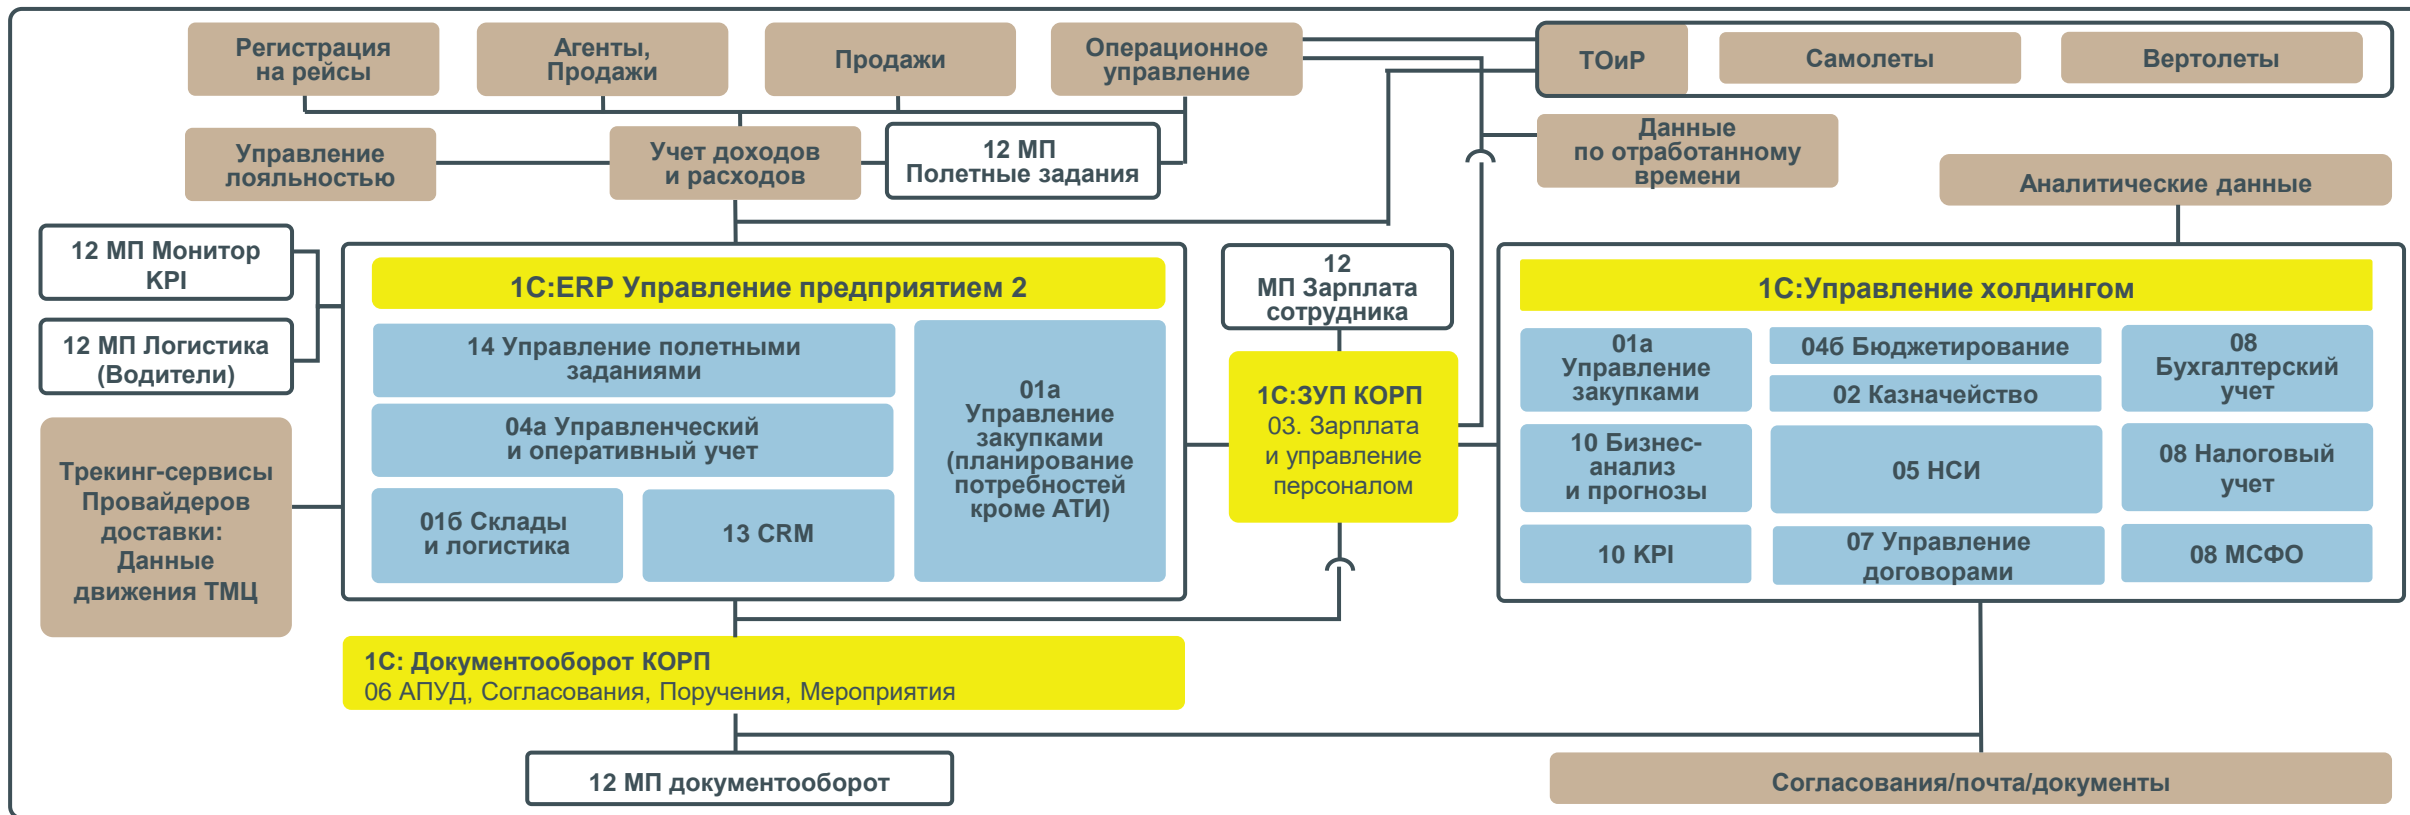 Регистрация
на рейсы
Агенты,
Продажи
Продажи
Операционное
управление
ТОиР
Самолеты
Вертолеты
Управление
лояльностью
Учет доходов
и расходов
12 МП
Полетные задания
Данные
по отработанному
времени
Аналитические данные
12 МП Монитор
KPI
12 МП Логистика
(Водители)
Трекинг-сервисы
Провайдеров
доставки:
Данные
движения ТМЦ
1С:ERP Управление предприятием 2
14 Управление полетными
заданиями
04а Управленческий
и оперативный учет
01б Склады
и логистика
13 CRM
01а
Управление
закупками
(планирование
потребностей
кроме АТИ)
12
МП Зарплата
сотрудника
1С:ЗУП КОРП
03. Зарплата
и управление
персоналом
1С:Управление холдингом
01а
Управление
закупками
04б Бюджетирование
02 Казначейство
08
Бухгалтерский
учет
10 Бизнес-
анализ
и прогнозы
05 НСИ
08 Налоговый
учет
10 KPI
07 Управление
договорами
08 МСФО
1С: Документооборот КОРП
06 АПУД, Согласования, Поручения, Мероприятия
12 МП документооборот
Согласования/почта/документы